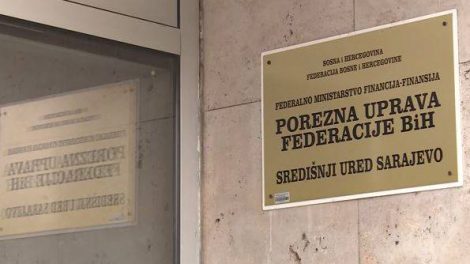 BOSNA I HERCEGOVINA
FEDERACIJA BOSNE I HERCEGOVINE
FEDERALNO MINISTARSTVO FINANCIJA-FINANSIJA
POREZNA UPRAVA
FEDERACIJE BiH
SREDIŠNJI URED SARAJEVO